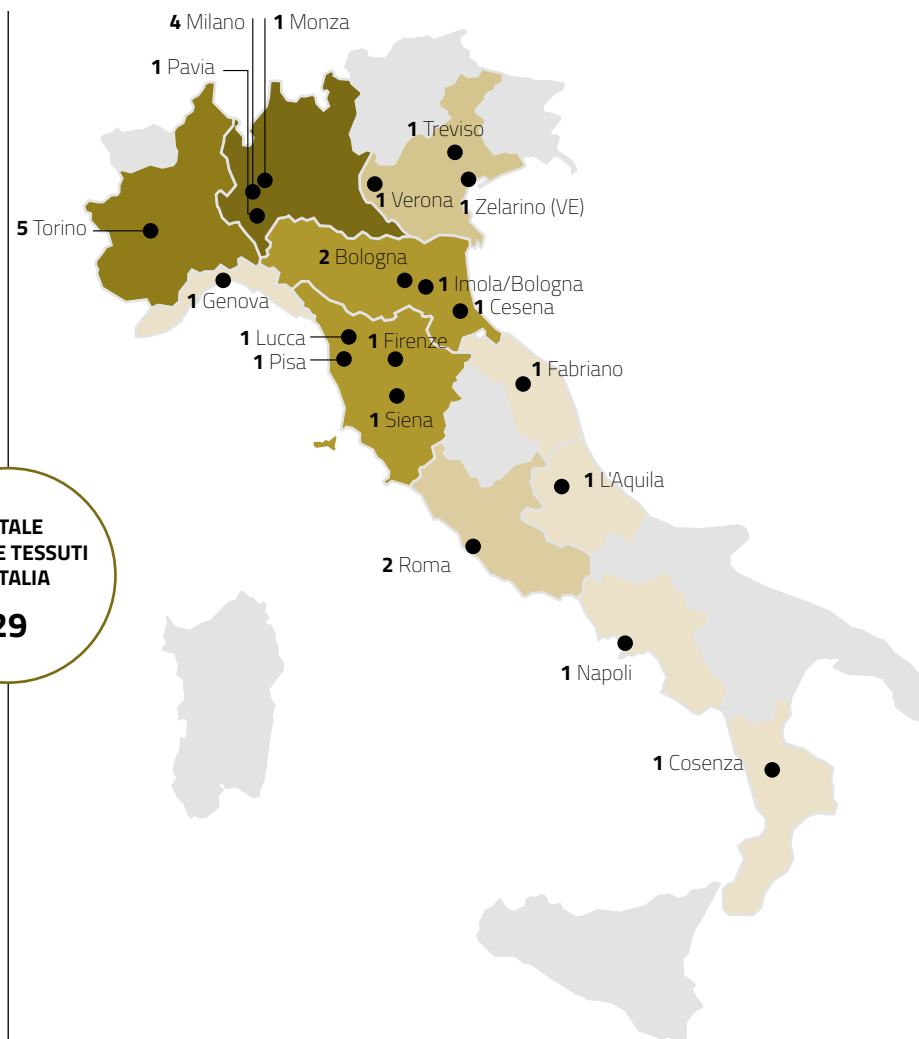 4 Milano
1 Monza
1 Pavia
1 Treviso
1 Verona
1 Zelarino (VE)
5 Torino
2 Bologna
1 Imola/Bologna
1 Genova
1 Cesena
1 Lucca
1 Firenze
1 Pisa
1 Fabriano
1 Siena
1 L'Aquila
TALE
E TESSUTI
TALIA
29
2 Roma
1 Napoli
1 Cosenza